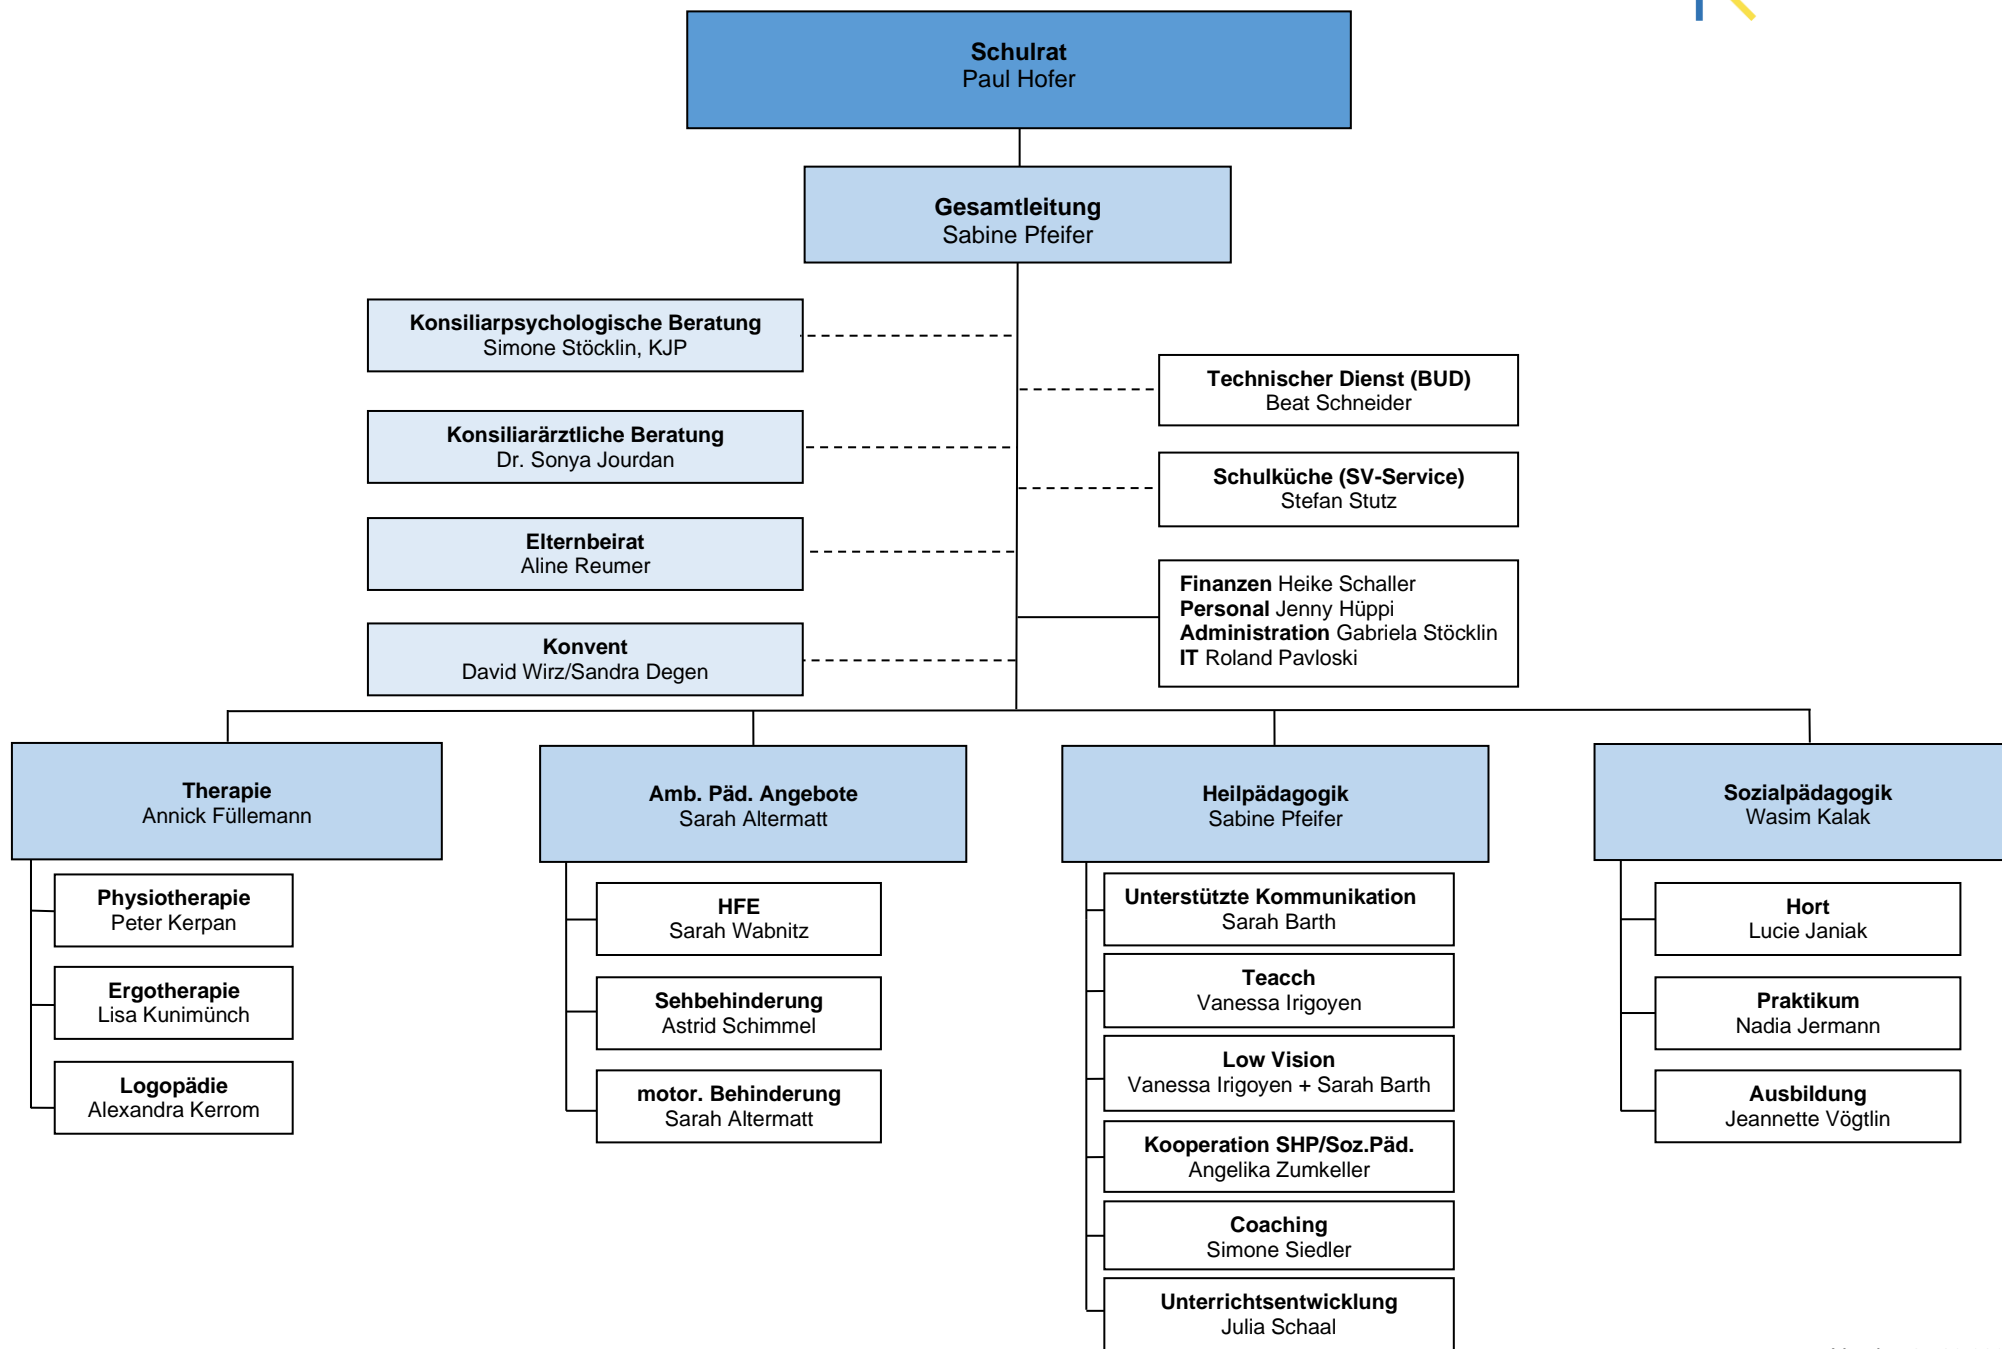 Schulrat
Paul Hofer
Gesamtleitung
Sabine Pfeifer
Konsiliarpsychologische Beratung
Simone Stöcklin, KJP
Technischer Dienst (BUD)
Beat Schneider
Konsiliarärztliche Beratung
Dr. Sonya Jourdan
Schulküche (SV-Service)
Stefan Stutz
Elternbeirat
Aline Reumer
Finanzen Heike Schaller
Personal Jenny Hüppi
Administration Gabriela Stöcklin
IT Roland Pavloski
Konvent
David Wirz/Sandra Degen
Therapie
Annick Füllemann
Physiotherapie
Peter Kerpan
Ergotherapie
Lisa Kunimünch
Logopädie
Alexandra Kerrom
Amb. Päd. Angebote
Sarah Altermatt
HFE
Sarah Wabnitz
Sehbehinderung
Astrid Schimmel
motor. Behinderung
Sarah Altermatt
Heilpädagogik
Sabine Pfeifer
Unterstützte Kommunikation
Sarah Barth
Teacch
Vanessa Irigoyen
Low Vision
Vanessa Irigoyen + Sarah Barth
Kooperation SHP/Soz.Päd.
Angelika Zumkeller
Coaching
Simone Siedler
Unterrichtsentwicklung
Julia Schaal
Sozialpädagogik
Wasim Kalak
Hort
Lucie Janiak
Praktikum
Nadia Jermann
Ausbildung
Jeannette Vögtlin